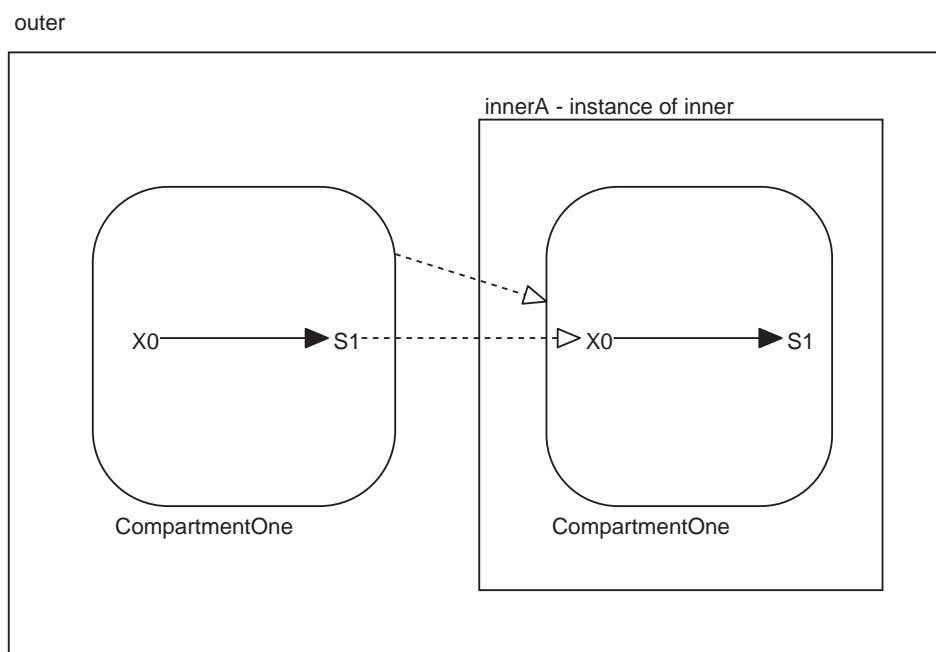 outer
innerA - instance of inner
X0
S1
X0
S1
CompartmentOne
CompartmentOne